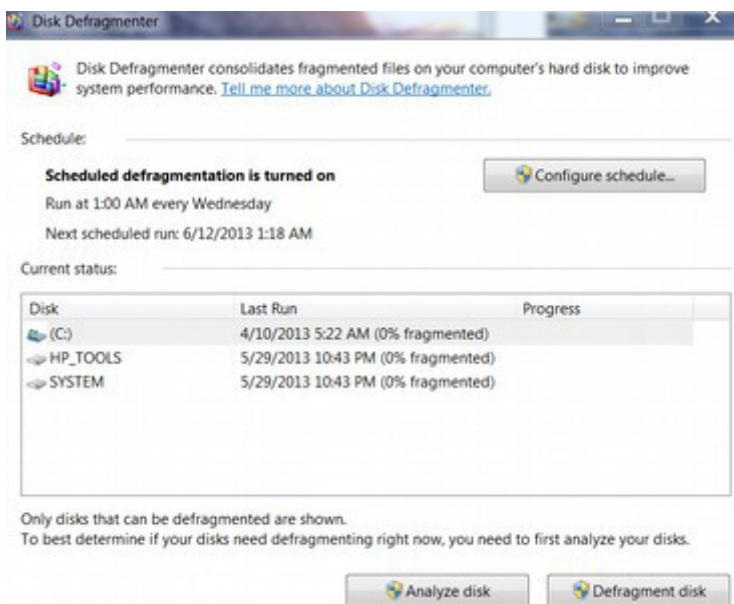 Disk Defragmenter
Disk Defragmenter consolidates fragmented files on your computer's hard disk to improve
system performance. Tell me more about Disk Defragmenter.
Schedule:
Scheduled defragmentation is turned on
Configure schedule...
Run at 1:00 AM every Wednesday
Next scheduled run: 6/12/2013 1:18 AM
Current status:
Disk Last Run Progress
(C:) 4/10/2013 5:22 AM (0% fragmented)
HP_TOOLS 5/29/2013 10:43 PM (0% fragmented)
SYSTEM 5/29/2013 10:43 PM (0% fragmented)
Only disks that can be defragmented are shown.
To best determine if your disks need defragmenting right now, you need to first analyze your disks.
Analyze disk Defragment disk